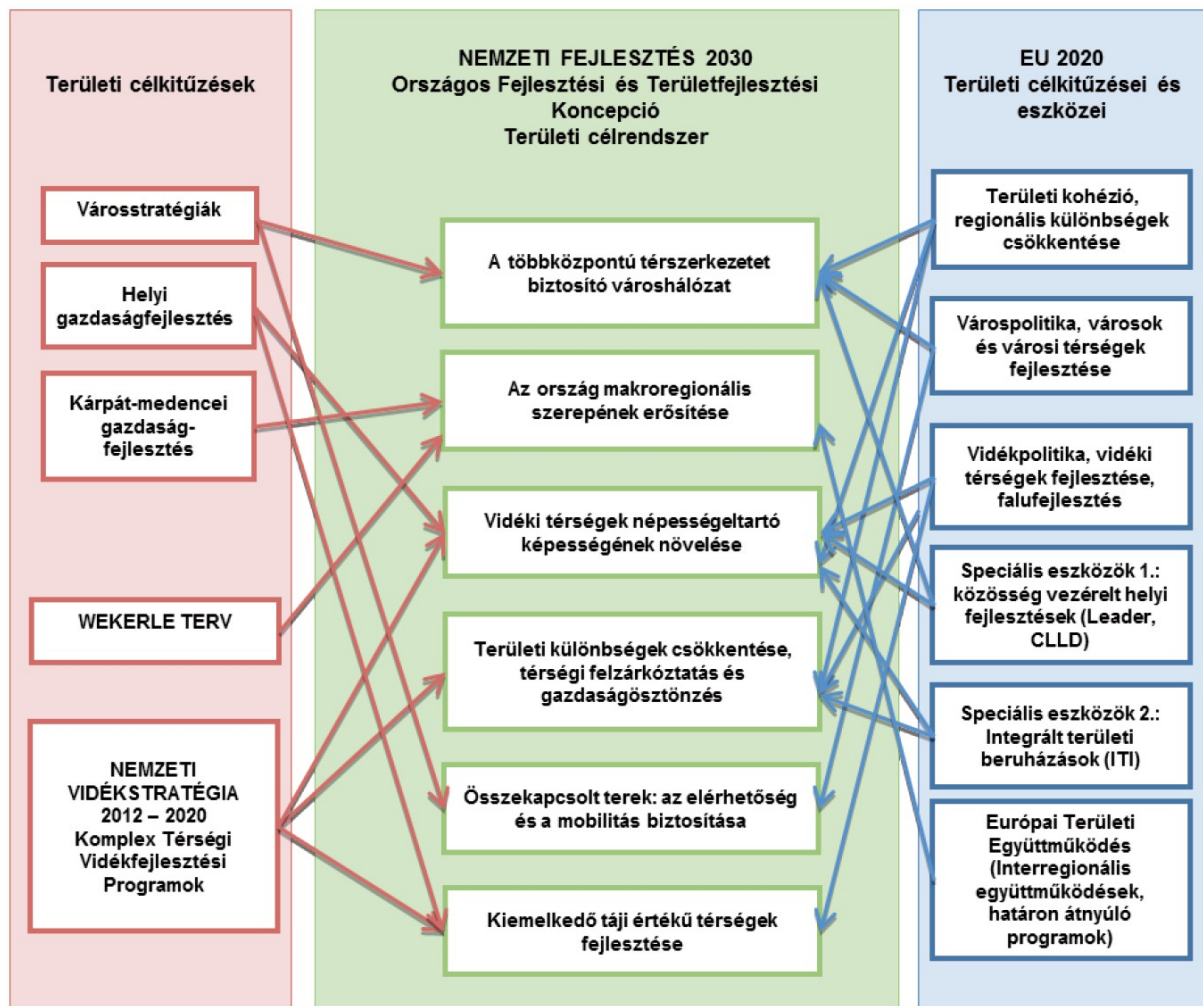 Területi célkitűzések
Városstratégiák
Helyi
gazdaságfejlesztés
Kárpát-medencei
gazdaság-
fejlesztés
WEKERLE TERV
NEMZETI
VIDÉKSTRATÉGIA
2012 – 2020
Komplex Térségi
Vidékfejlesztési
Programok
NEMZETI FEJLESZTÉS 2030
Országos Fejlesztési és Területfejlesztési
Koncepció
Területi célrendszer
A többközpontú térszerkezetet
biztosító városhálózat
Az ország makroregionális
szerepének erősítése
Vidéki térségek népességeltartó
képességének növelése
Területi különbségek csökkentése,
térségi felzárkóztatás és
gazdaságösztönzés
Összekapcsolt terek: az elérhetőség
és a mobilitás biztosítása
Kiemelkedő táji értékű térségek
fejlesztése
EU 2020
Területi célkitűzései és
eszközei
Területi kohézió,
regionális különbségek
csökkentése
Várospolitika, városok
és városi térségek
fejlesztése
Vidékpolitika, vidéki
térségek fejlesztése,
falufejlesztés
Speciális eszközök 1.:
közösség vezérelt helyi
fejlesztések (Leader,
CLLD)
Speciális eszközök 2.:
Integrált területi
beruházások (ITI)
Európai Területi
Együttműködés
(Interregionális
együttműködések,
határon átnyúló
programok)